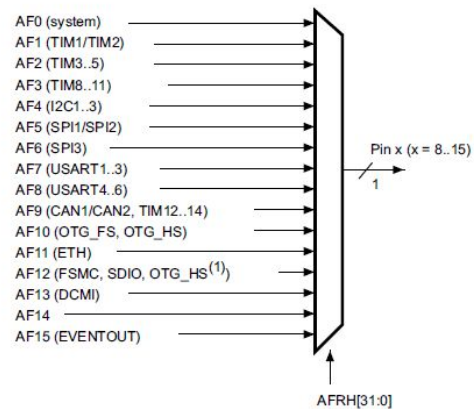 AF0 (system)
AF1 (TIM1/TIM2)
AF2 (TIM3..5)
AF3 (TIM8..11)
AF4 (I2C1..3)
AF5 (SPI1/SPI2)
AF6 (SPI3)
AF7 (USART1..3)
AF8 (USART4..6)
AF9 (CAN1/CAN2, TIM12..14)
AF10 (OTG_FS, OTG_HS)
AF11 (ETH)
AF12 (FSMC, SDIO, OTG_HS(1))
AF13 (DCMI)
AF14
AF15 (EVENTOUT)
Pin x (x = 8..15)
1
AFRH[31:0]